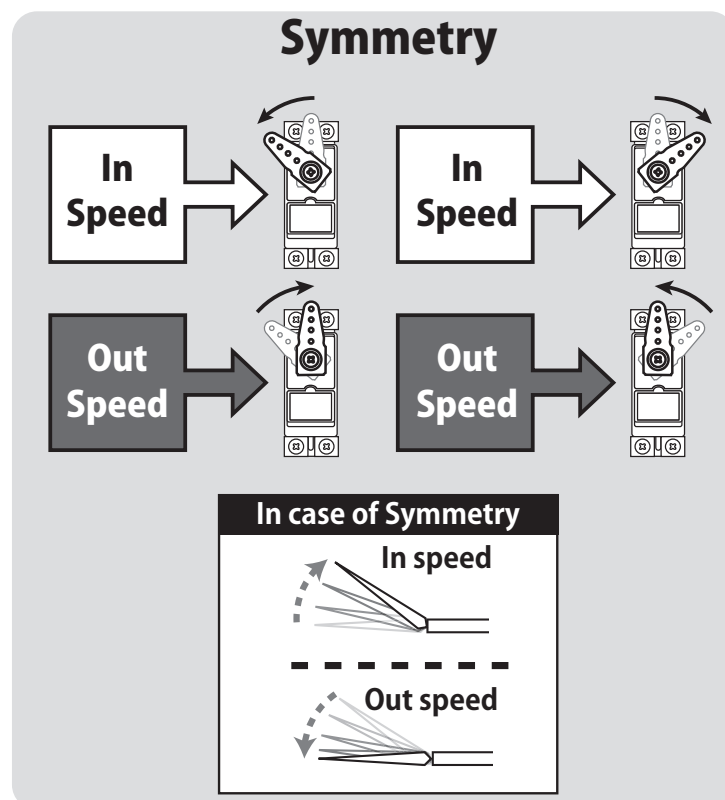 Symmetry
In
Speed
In
Speed
Out
Speed
Out
Speed
In case of Symmetry
In speed
Out speed